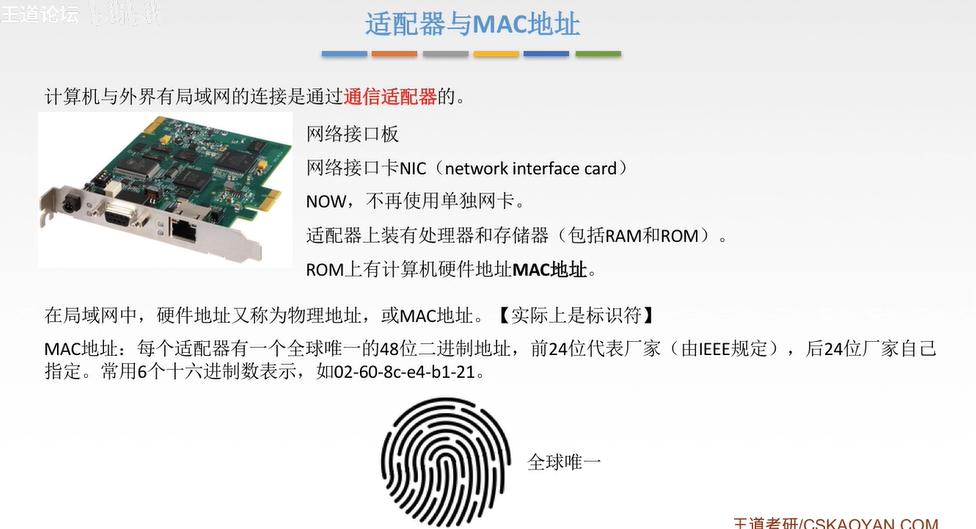 王道论坛
适配器与MAC地址
计算机与外界有局域网的连接是通过通信适配器的。
网络接口板
网络接口卡NIC（network interface card）
NOW，不再使用单独网卡。
适配器上装有处理器和存储器（包括RAM和ROM）。
ROM上有计算机硬件地址MAC地址。
在局域网中，硬件地址又称为物理地址，或MAC地址。【实际上是标识符】
MAC地址：每个适配器有一个全球唯一的48位二进制地址，前24位代表厂家（由IEEE规定），后24位厂家自己
指定。常用6个十六进制数表示，如02-60-8c-e4-b1-21。
全球唯一
王道考研/CSKAOYAN.COM